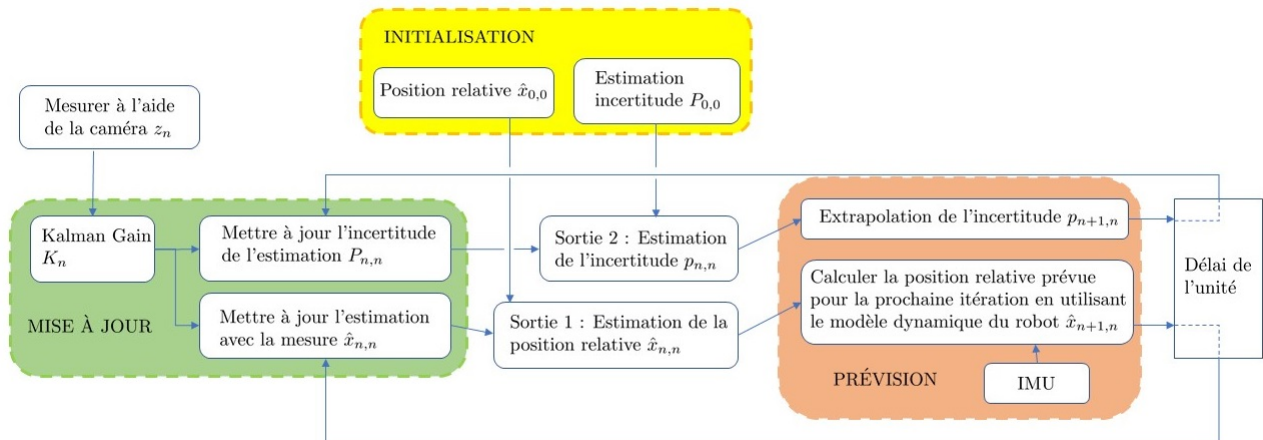 INITIALISATION
Position relative x̂₀,₀
Estimation
incertitude P₀,₀
Mesurer à l'aide
de la caméra zₙ
Kalman Gain
Kₙ
Mettre à jour l'incertitude
de l'estimation Pₙ,ₙ
Mettre à jour l'estimation
avec la mesure x̂ₙ,ₙ
MISE À JOUR
Sortie 2 : Estimation
de l'incertitude pₙ,ₙ
Sortie 1 : Estimation de la
position relative x̂ₙ,ₙ
Extrapolation de l'incertitude pₙ₊₁,ₙ
Calculer la position relative prévue
pour la prochaine itération en utilisant
le modèle dynamique du robot x̂ₙ₊₁,ₙ
PRÉVISION
IMU
Délai de
l'unité